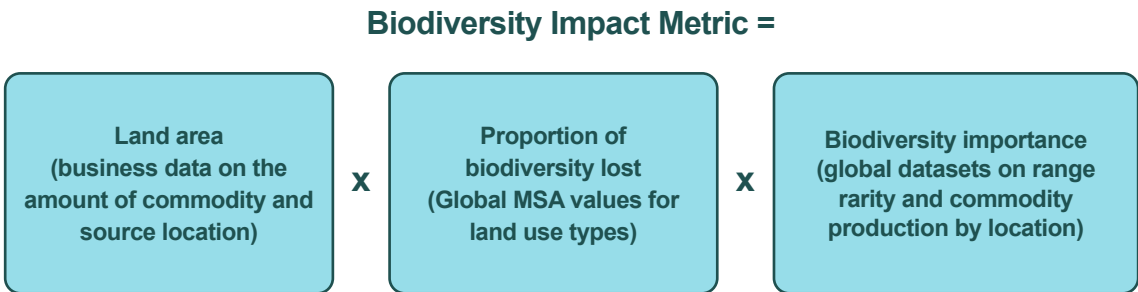 Biodiversity Impact Metric =
Land area
(business data on the
amount of commodity and
source location)
x
Proportion of
biodiversity lost
(Global MSA values for
land use types)
x
Biodiversity importance
(global datasets on range
rarity and commodity
production by location)